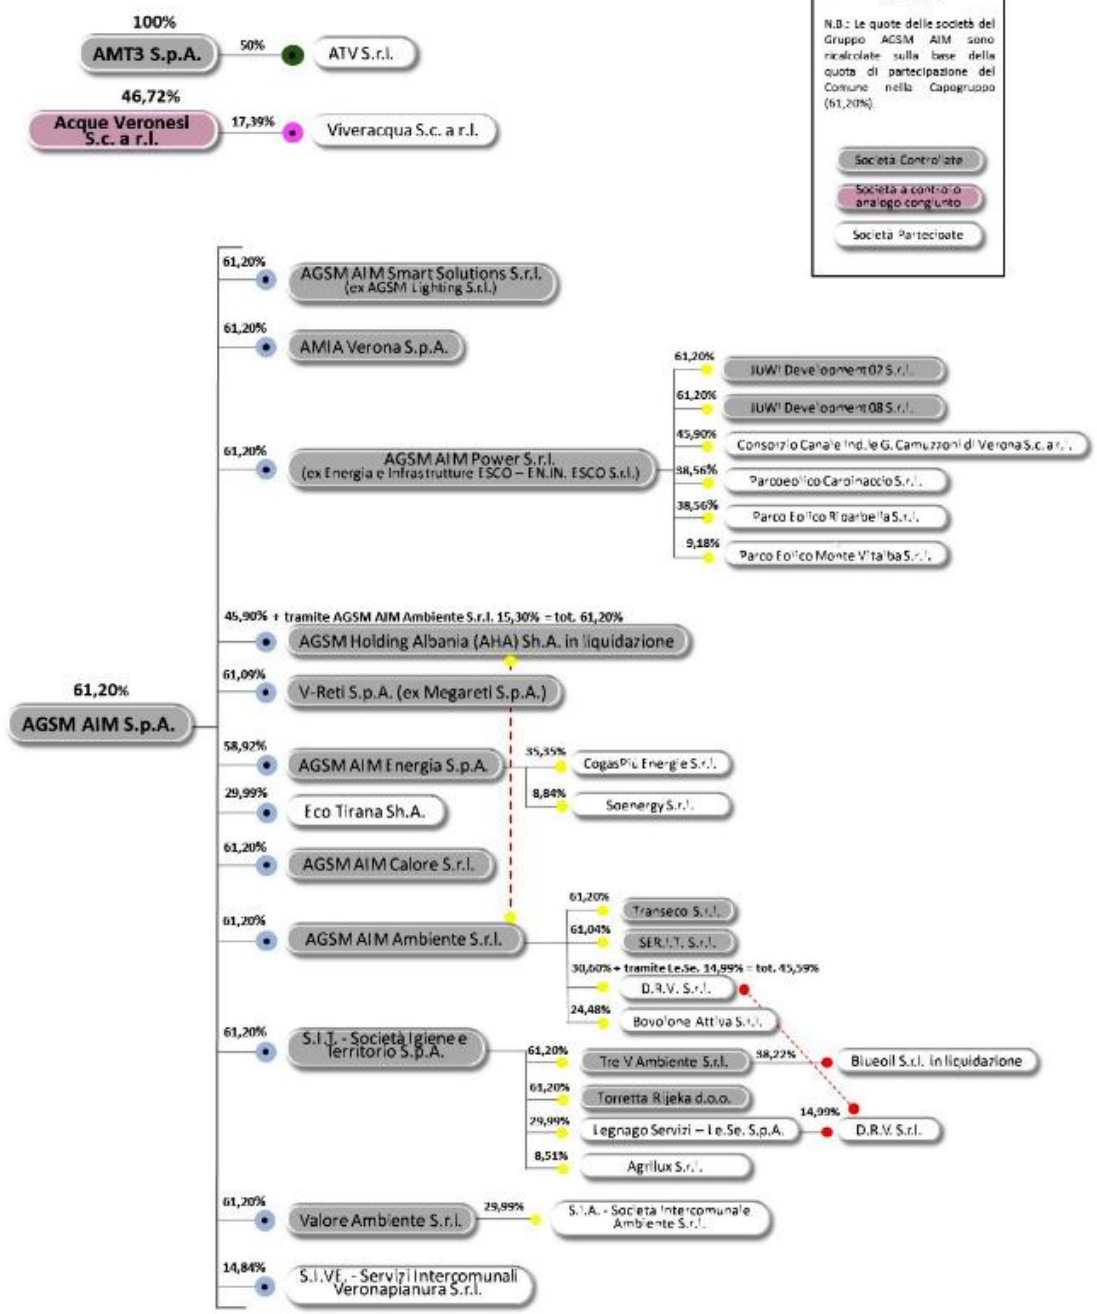 100%
AMT3 S.p.A.
50%
ATV S.r.l.
46,72%
Acque Veronesi
S.c. a r.l.
17,39%
Viveracqua S.c. a r.l.
N.B.: Le quote delle società del
Gruppo AGSM AIM sono
ricalcolate sulla base della
quota di partecipazione del
Comune nella Capogruppo
(61,20%).
Società Controllate
Società a controllo
analogo congiunto
Società Partecipate
61,20%
AGSM AIM S.p.A.
61,20%
AGSM AIM Smart Solutions S.r.l.
(ex AGSM Lighting S.r.l.)
61,20%
AMIA Verona S.p.A.
61,20%
AGSM AIM Power S.r.l.
(ex Energia e Infrastrutture ESCO – EN.IN. ESCO S.r.l.)
61,20%
JUWI Development 07 S.r.l.
61,20%
JUWI Development 08 S.r.l.
45,90%
Consorzio Canale Ind.le G. Camuzzoni di Verona S.c. a r.l.
38,56%
Parcoeolico Carpinaccio S.r.l.
38,56%
Parco Eolico Riparbella S.r.l.
9,18%
Parco Eolico Monte Vitalba S.r.l.
45,90% + tramite AGSM AIM Ambiente S.r.l. 15,30% = tot. 61,20%
AGSM Holding Albania (AHA) Sh.A. in liquidazione
61,09%
V-Reti S.p.A. (ex Megareti S.p.A.)
58,92%
AGSM AIM Energia S.p.A.
35,35%
CogasPiù Energie S.r.l.
8,84%
Soenergy S.r.l.
29,99%
Eco Tirana Sh.A.
61,20%
AGSM AIM Calore S.r.l.
61,20%
AGSM AIM Ambiente S.r.l.
61,20%
Transeco S.r.l.
61,04%
SER.I.T. S.r.l.
30,60% + tramite Le.Se. 14,99% = tot. 45,59%
D.R.V. S.r.l.
24,48%
Bovolone Attiva S.r.l.
61,20%
S.I.T. - Società Igiene e
Territorio S.p.A.
61,20%
Tre V Ambiente S.r.l.
38,22%
Blueoil S.r.l. in liquidazione
61,20%
Torretta Rijeka d.o.o.
29,99%
Legnago Servizi – Le.Se. S.p.A.
14,99%
D.R.V. S.r.l.
8,51%
Agrilux S.r.l.
61,20%
Valore Ambiente S.r.l.
29,99%
S.I.A. - Società Intercomunale
Ambiente S.r.l.
14,84%
S.I.VE. - Servizi Intercomunali
Veronapianura S.r.l.